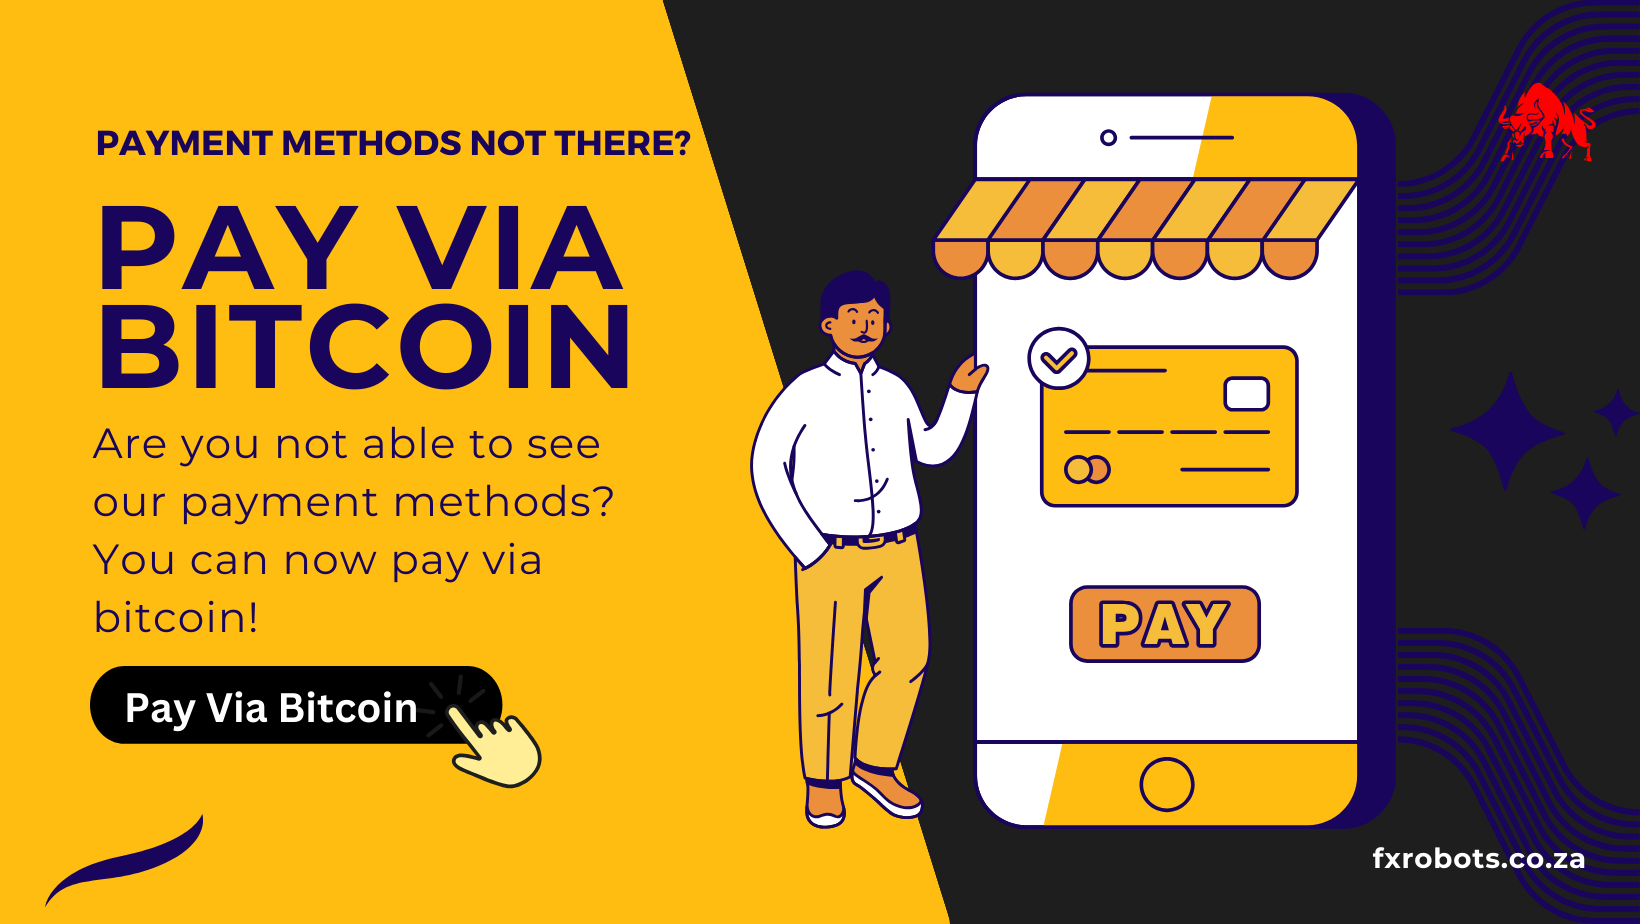 PAYMENT METHODS NOT THERE?
PAY VIA
BITCOIN
Are you not able to see
our payment methods?
You can now pay via
bitcoin!
Pay Via Bitcoin
PAY
fxrobots.co.za